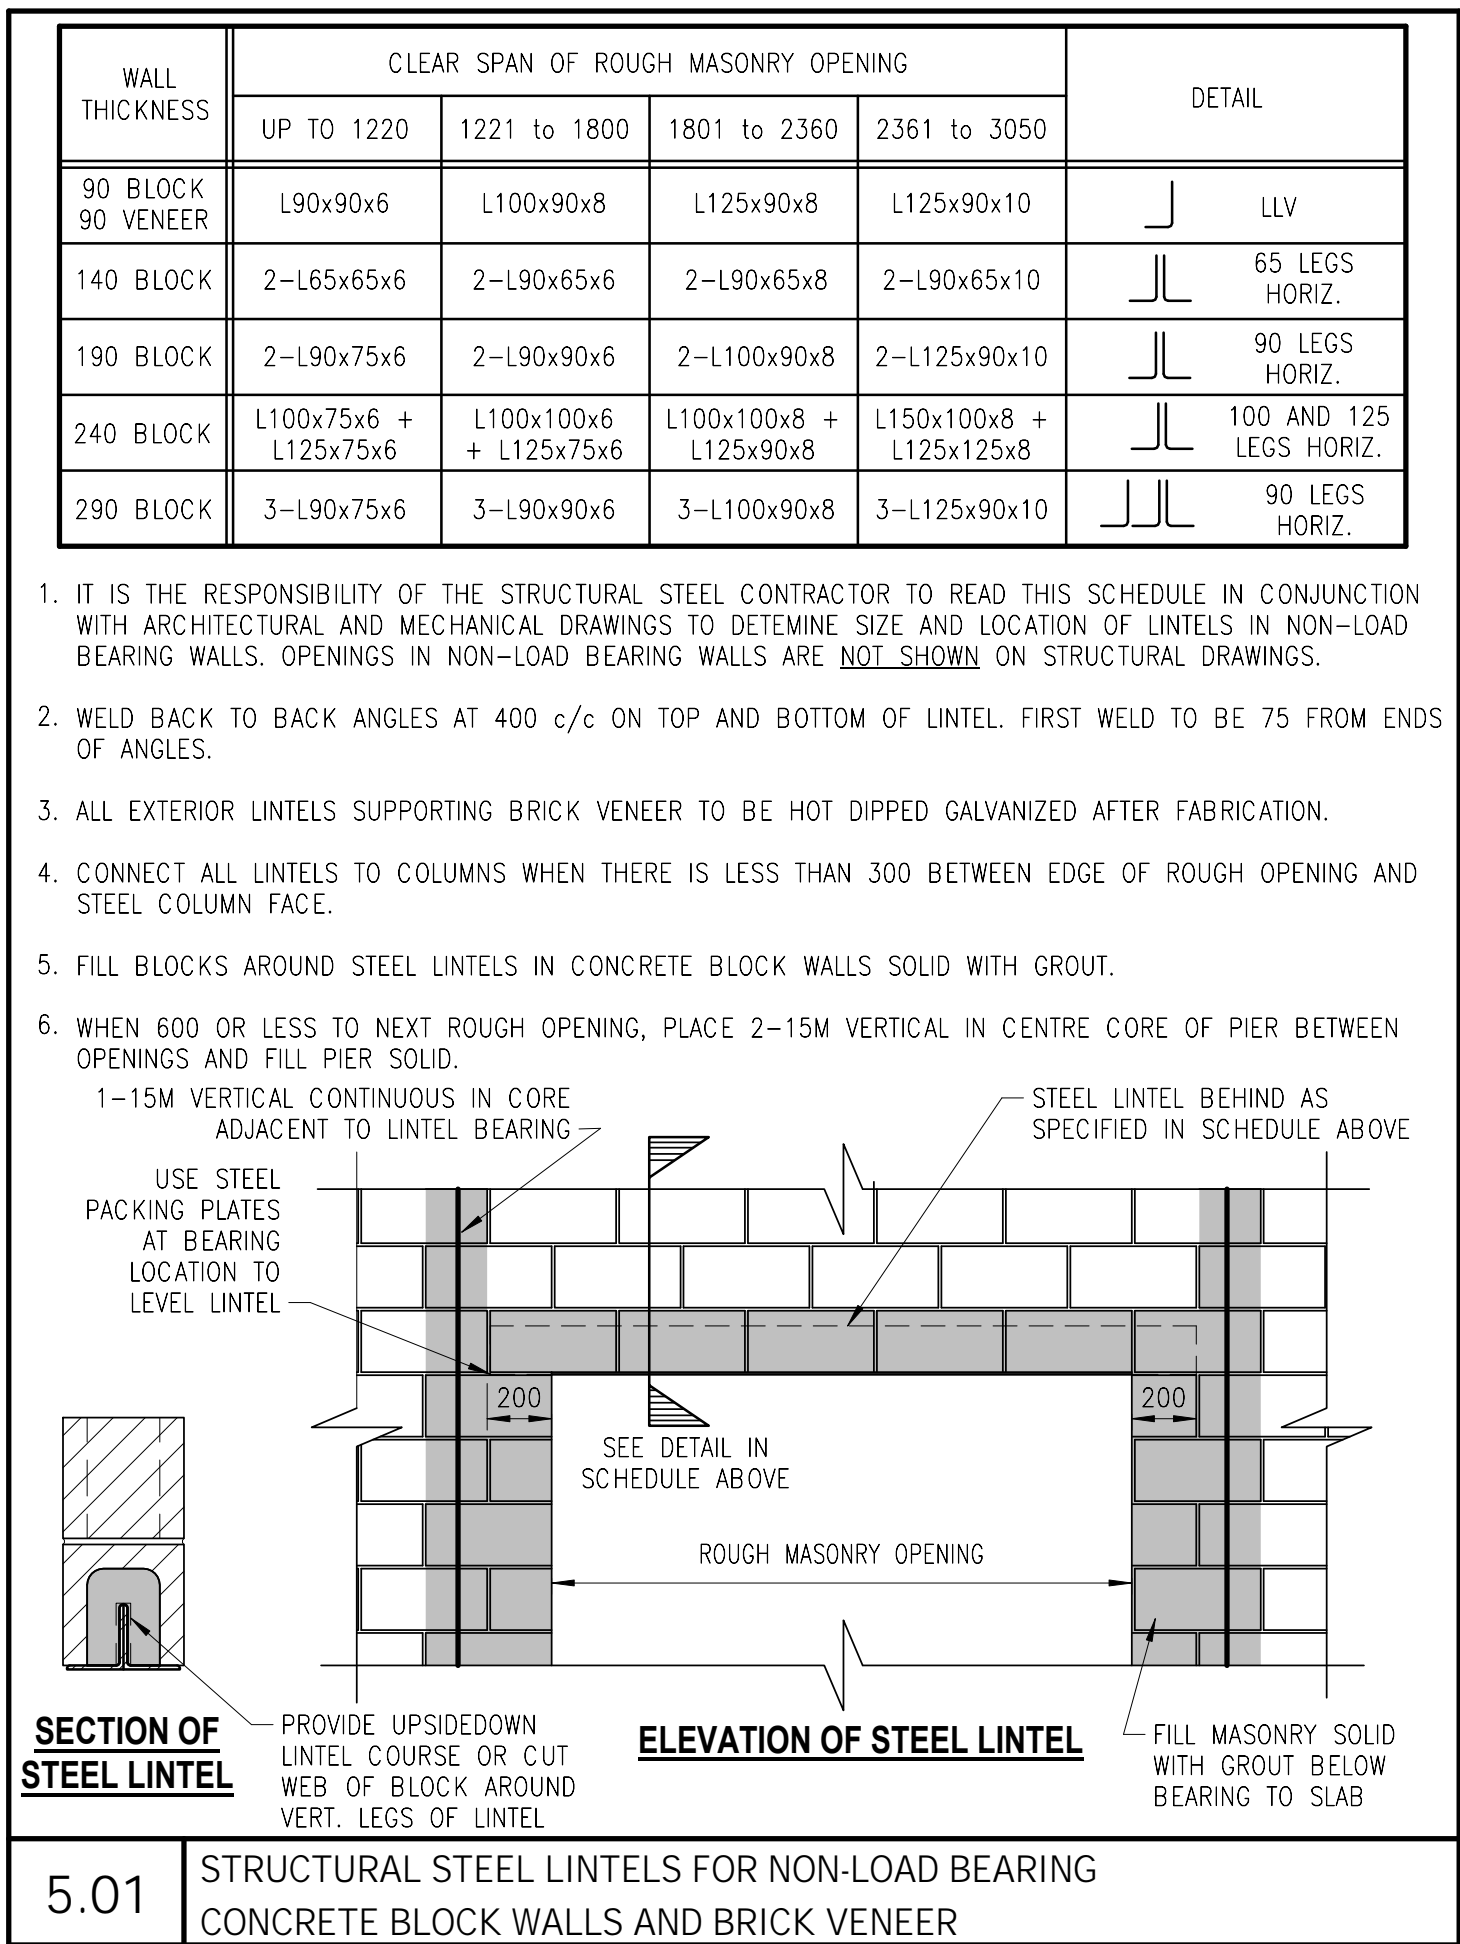 WALL THICKNESS
CLEAR SPAN OF ROUGH MASONRY OPENING
DETAIL
UP TO 1220
1221 to 1800
1801 to 2360
2361 to 3050
90 BLOCK
90 VENEER
L90x90x6
L100x90x8
L125x90x8
L125x90x10
LLV
140 BLOCK
2-L65x65x6
2-L90x65x6
2-L90x65x8
2-L90x65x10
65 LEGS
HORIZ.
190 BLOCK
2-L90x75x6
2-L90x90x6
2-L100x90x8
2-L125x90x10
90 LEGS
HORIZ.
240 BLOCK
L100x75x6 +
L125x75x6
L100x100x6
+ L125x75x6
L100x100x8 +
L125x90x8
L150x100x8 +
L125x125x8
100 AND 125
LEGS HORIZ.
290 BLOCK
3-L90x75x6
3-L90x90x6
3-L100x90x8
3-L125x90x10
90 LEGS
HORIZ.
1. IT IS THE RESPONSIBILITY OF THE STRUCTURAL STEEL CONTRACTOR TO READ THIS SCHEDULE IN CONJUNCTION
WITH ARCHITECTURAL AND MECHANICAL DRAWINGS TO DETEMINE SIZE AND LOCATION OF LINTELS IN NON-LOAD
BEARING WALLS. OPENINGS IN NON-LOAD BEARING WALLS ARE NOT SHOWN ON STRUCTURAL DRAWINGS.
2. WELD BACK TO BACK ANGLES AT 400 c/c ON TOP AND BOTTOM OF LINTEL. FIRST WELD TO BE 75 FROM ENDS
OF ANGLES.
3. ALL EXTERIOR LINTELS SUPPORTING BRICK VENEER TO BE HOT DIPPED GALVANIZED AFTER FABRICATION.
4. CONNECT ALL LINTELS TO COLUMNS WHEN THERE IS LESS THAN 300 BETWEEN EDGE OF ROUGH OPENING AND
STEEL COLUMN FACE.
5. FILL BLOCKS AROUND STEEL LINTELS IN CONCRETE BLOCK WALLS SOLID WITH GROUT.
6. WHEN 600 OR LESS TO NEXT ROUGH OPENING, PLACE 2-15M VERTICAL IN CENTRE CORE OF PIER BETWEEN
OPENINGS AND FILL PIER SOLID.
1-15M VERTICAL CONTINUOUS IN CORE
ADJACENT TO LINTEL BEARING
STEEL LINTEL BEHIND AS
SPECIFIED IN SCHEDULE ABOVE
USE STEEL
PACKING PLATES
AT BEARING
LOCATION TO
LEVEL LINTEL
200
200
SEE DETAIL IN
SCHEDULE ABOVE
ROUGH MASONRY OPENING
SECTION OF
STEEL LINTEL
PROVIDE UPSIDEDOWN
LINTEL COURSE OR CUT
WEB OF BLOCK AROUND
VERT. LEGS OF LINTEL
ELEVATION OF STEEL LINTEL
FILL MASONRY SOLID
WITH GROUT BELOW
BEARING TO SLAB
5.01
STRUCTURAL STEEL LINTELS FOR NON-LOAD BEARING
CONCRETE BLOCK WALLS AND BRICK VENEER